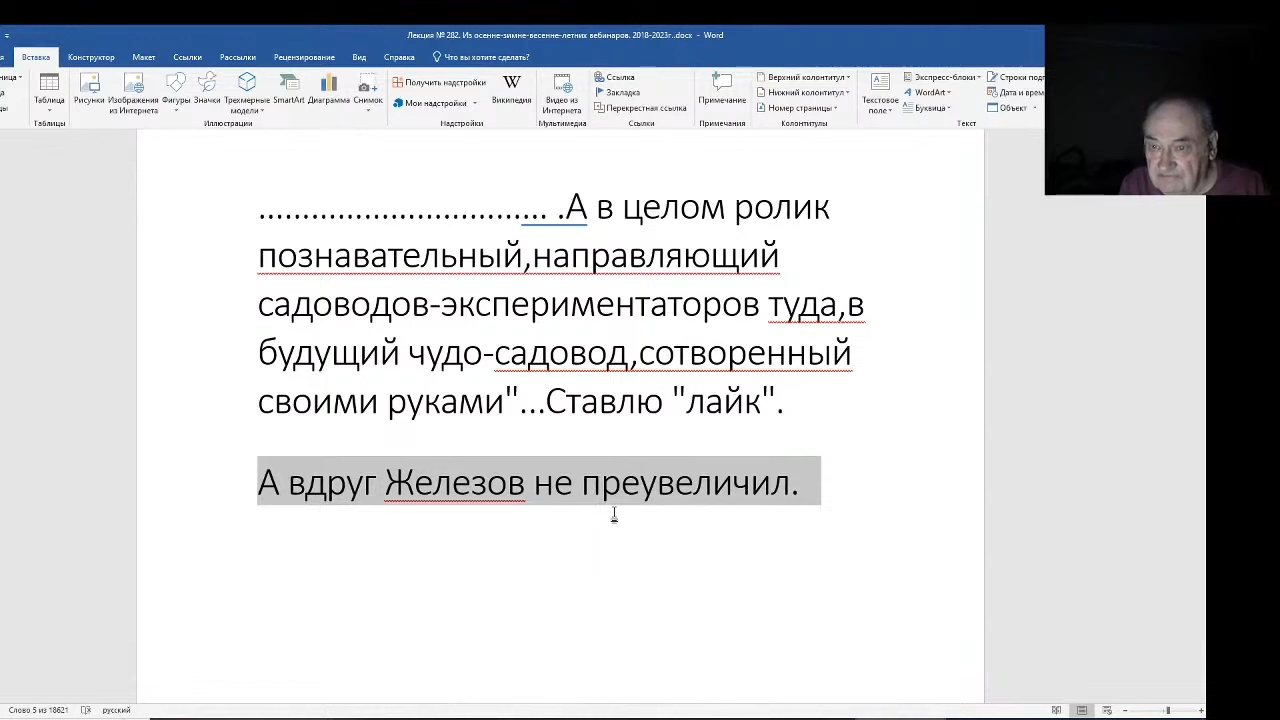 Лекция № 282. Из осенне-зимне-весенне-летних вебинаров. 2018-2023г..docx - Word
Вставка Конструктор Макет Ссылки Рассылки Рецензирование Вид Справка Что вы хотите сделать?
Таблица
Таблицы
Рисунки
Изображения из Интернета
Фигуры
Значки
Трехмерные модели
SmartArt
Диаграмма
Снимок
Иллюстрации
Получить надстройки
Мои надстройки
Википедия
Надстройки
Видео из Интернета
Мультимедиа
Ссылка
Закладка
Перекрестная ссылка
Ссылки
Примечание
Примечания
Верхний колонтитул
Нижний колонтитул
Номер страницы
Колонтитулы
Текстовое поле
Экспресс-блоки
WordArt
Буквица
Дата и врем
Объект
Текст
................................. .А в целом ролик
познавательный,направляющий
садоводов-экспериментаторов туда,в
будущий чудо-садовод,сотворенный
своими руками"...Ставлю "лайк".
А вдруг Железов не преувеличил.
Слово 5 из 18621 русский